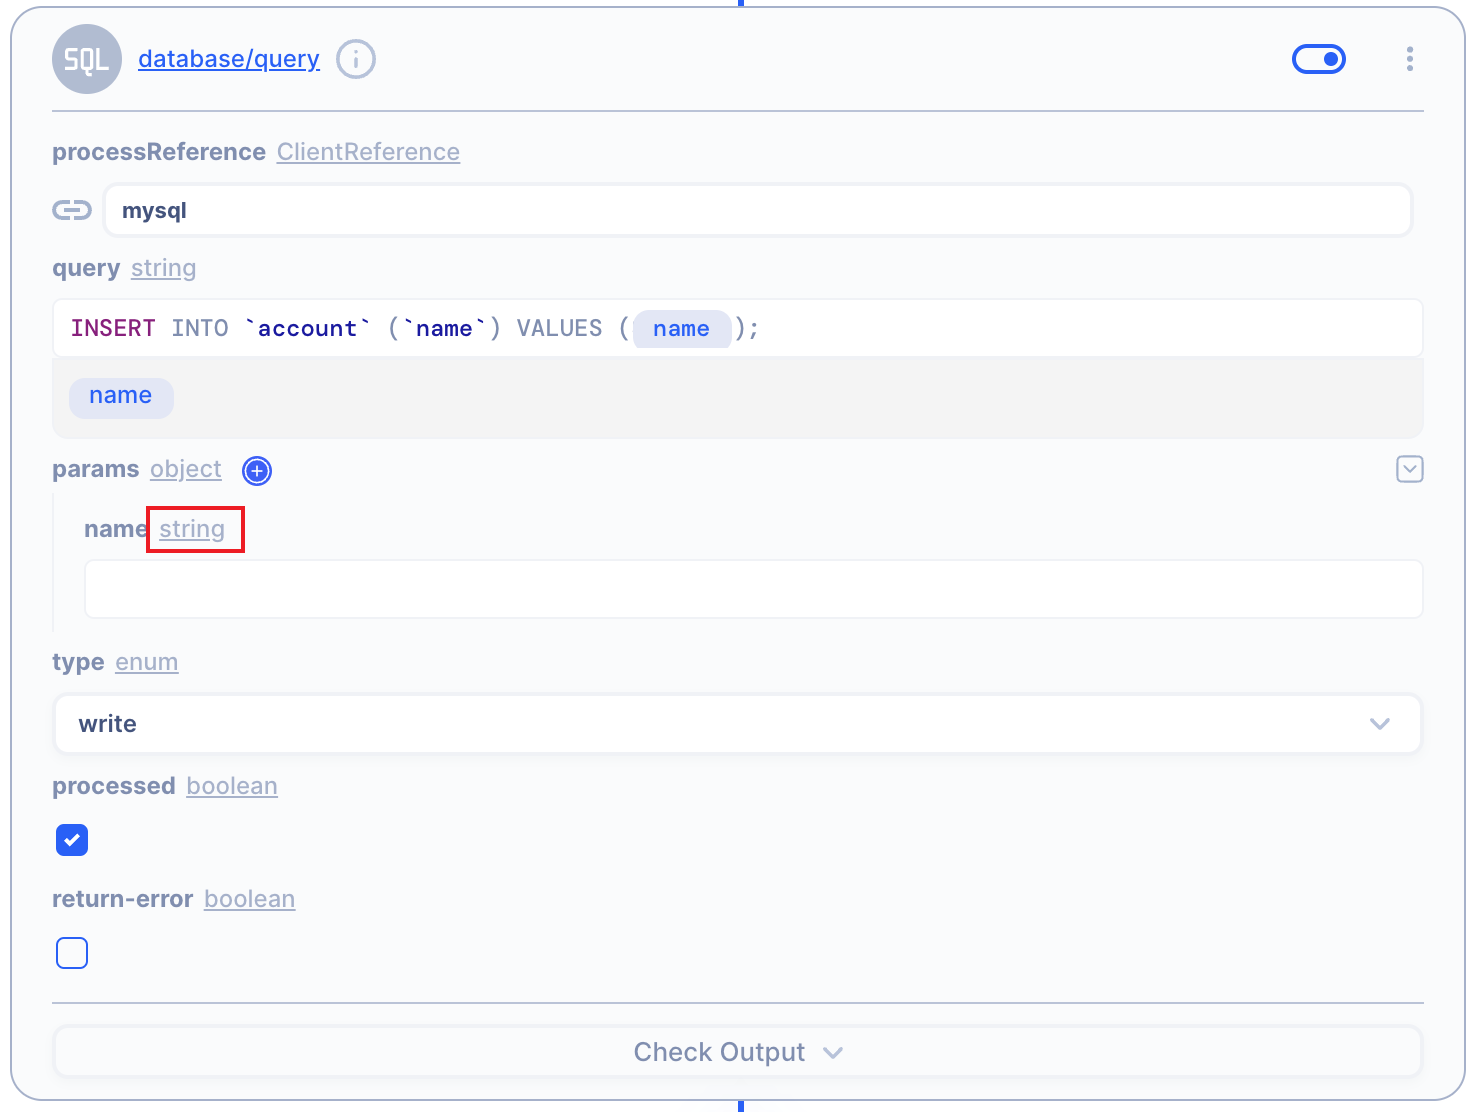 SQL database/query
processReference ClientReference
mysql
query string
INSERT INTO `account` (`name`) VALUES ( name );
name
params object
name string
type enum
write
processed boolean
return-error boolean
Check Output